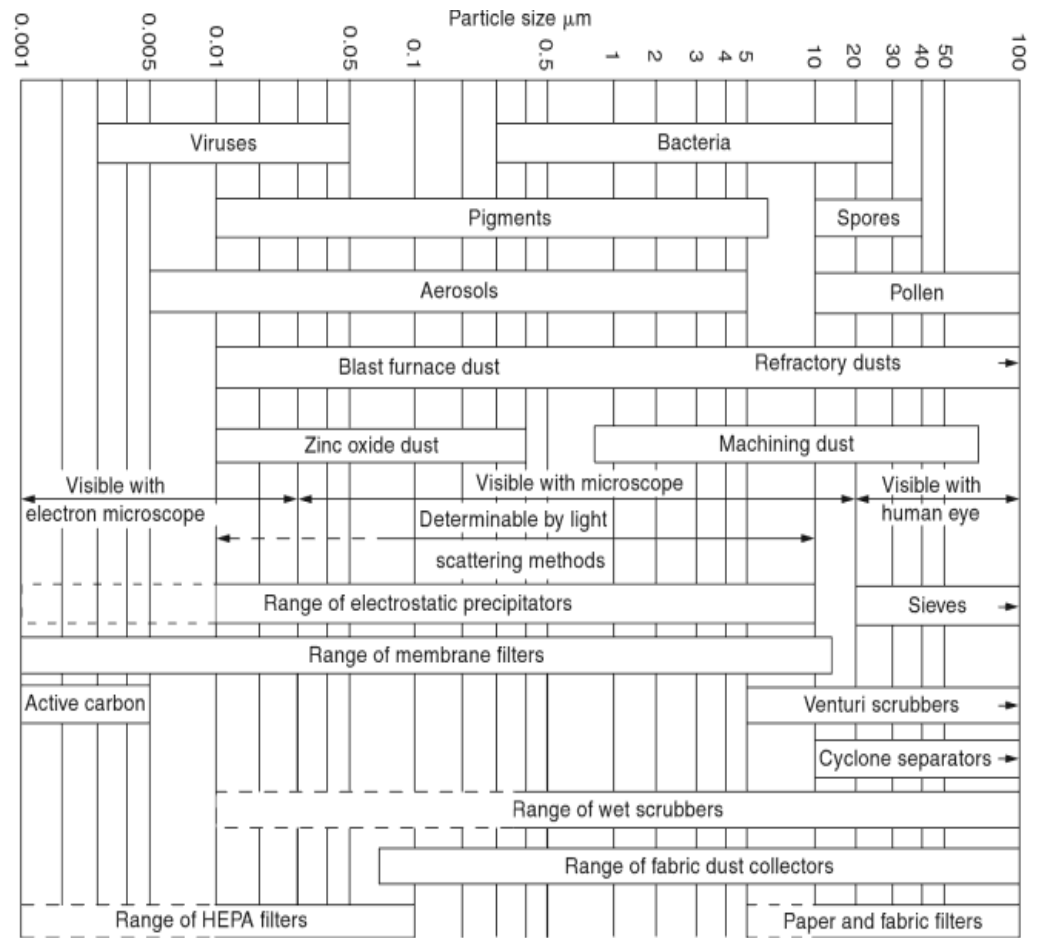 Particle size μm
0.001 0.005 0.01 0.05 0.1 0.5 1 2 3 4 5 10 20 30 40 50 100
Viruses Bacteria
Pigments Spores
Aerosols Pollen
Blast furnace dust Refractory dusts
Zinc oxide dust Machining dust
Visible with Visible with microscope Visible with
electron microscope human eye
Determinable by light
scattering methods
Range of electrostatic precipitators Sieves
Range of membrane filters
Active carbon Venturi scrubbers
Cyclone separators
Range of wet scrubbers
Range of fabric dust collectors
Range of HEPA filters Paper and fabric filters